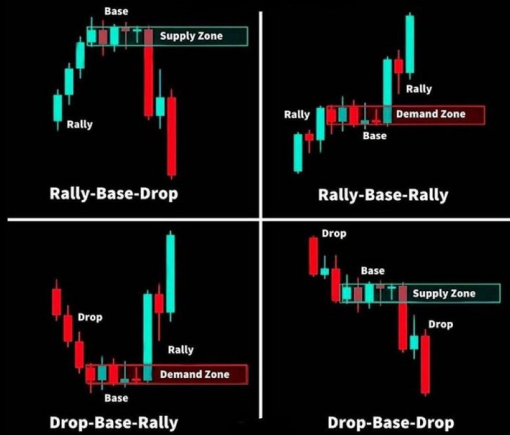 Base
Supply Zone
Rally
Rally-Base-Drop
Rally
Rally
Demand Zone
Base
Rally-Base-Rally
Drop
Rally
Demand Zone
Base
Drop-Base-Rally
Drop
Base
Supply Zone
Drop
Drop-Base-Drop